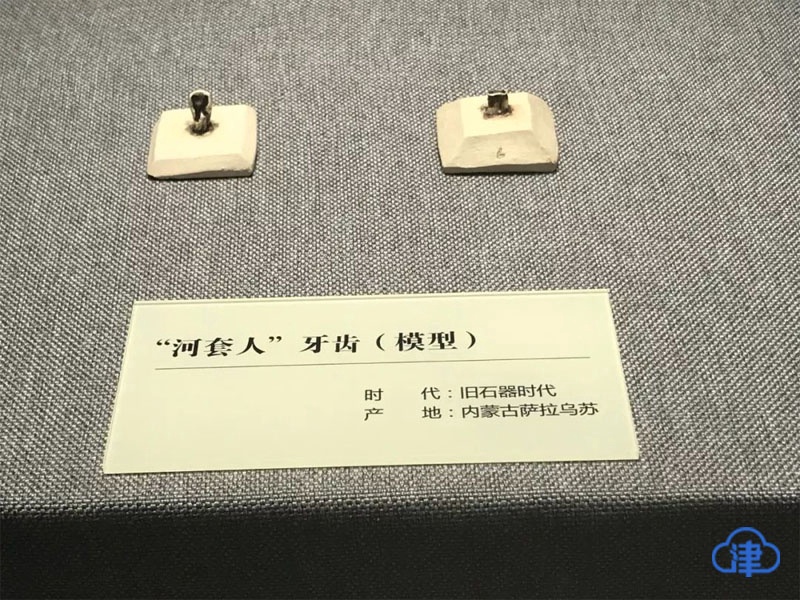 “河套人”牙齿（模型）
时　　代：旧石器时代
产　　地：内蒙古萨拉乌苏
津